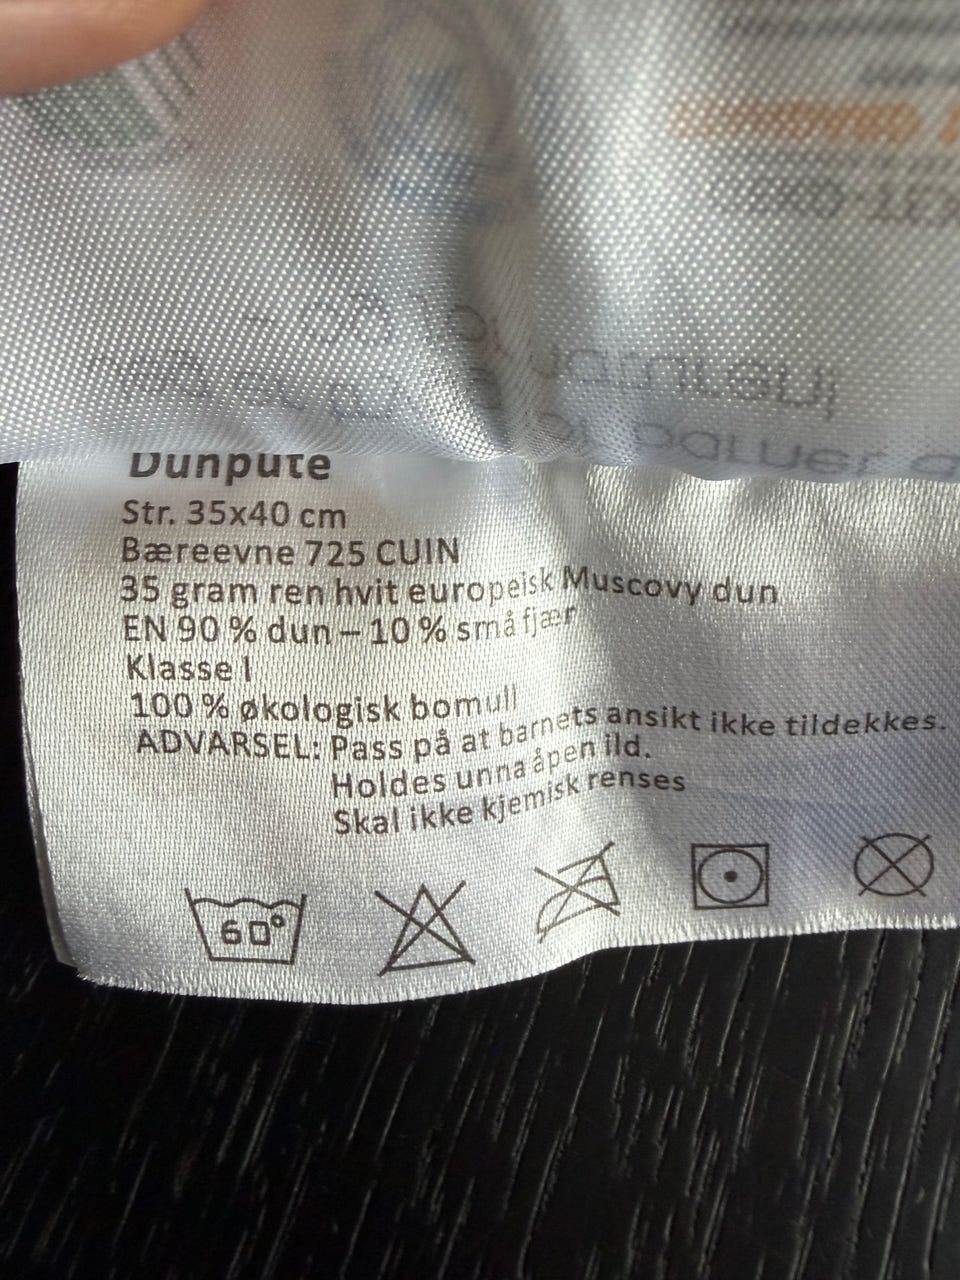 Dunpute
Str. 35x40 cm
Bæreevne 725 CUIN
35 gram ren hvit europeisk Muscovy dun
EN 90 % dun – 10 % små fjær
Klasse I
100 % økologisk bomull
ADVARSEL: Pass på at barnets ansikt ikke tildekkes.
Holdes unna åpen ild.
Skal ikke kjemisk renses
60°